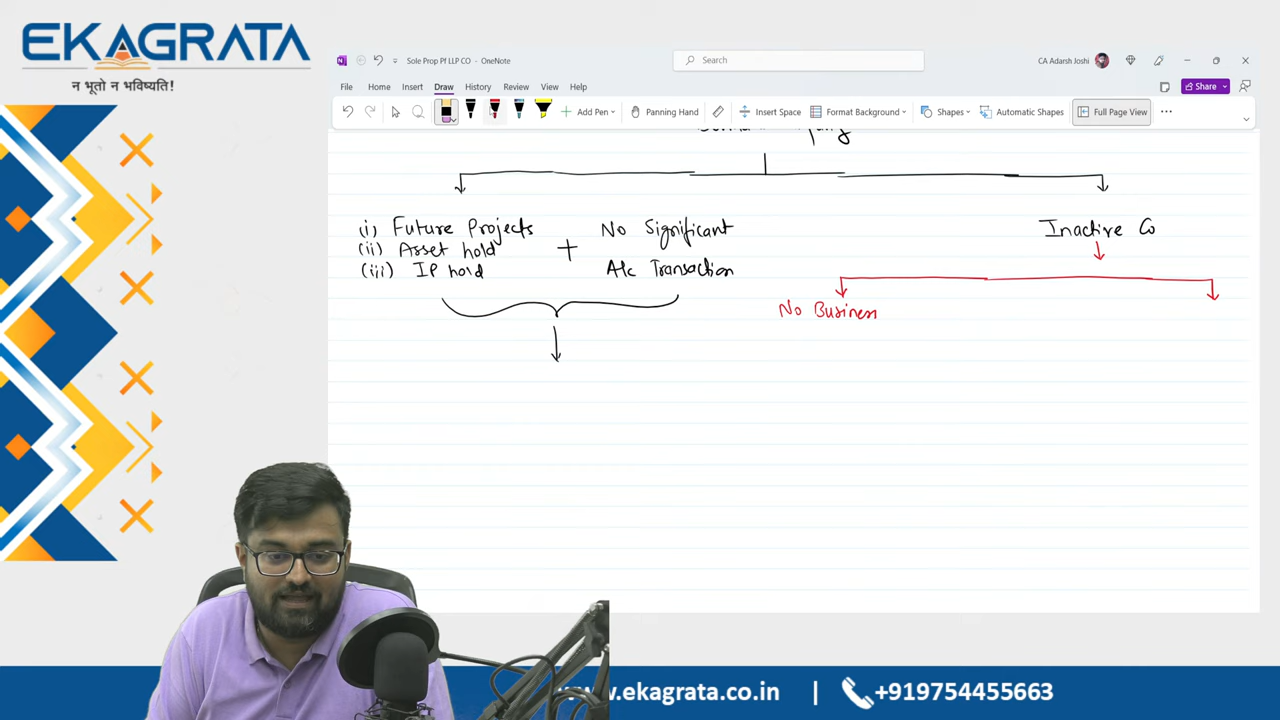 EKAGRATA
न भूतो न भविष्यति!
Sole Prop Pf LLP CO - OneNote
Search
CA Adarsh Joshi
File Home Insert Draw History Review View Help
Share
Add Pen
Panning Hand
Insert Space
Format Background
Shapes
Automatic Shapes
Full Page View
(i) Future Projects
(ii) Asset hold
(iii) IP hold
+
No Significant
A/c Transaction
Inactive Co
No Business
www.ekagrata.co.in | +919754455663